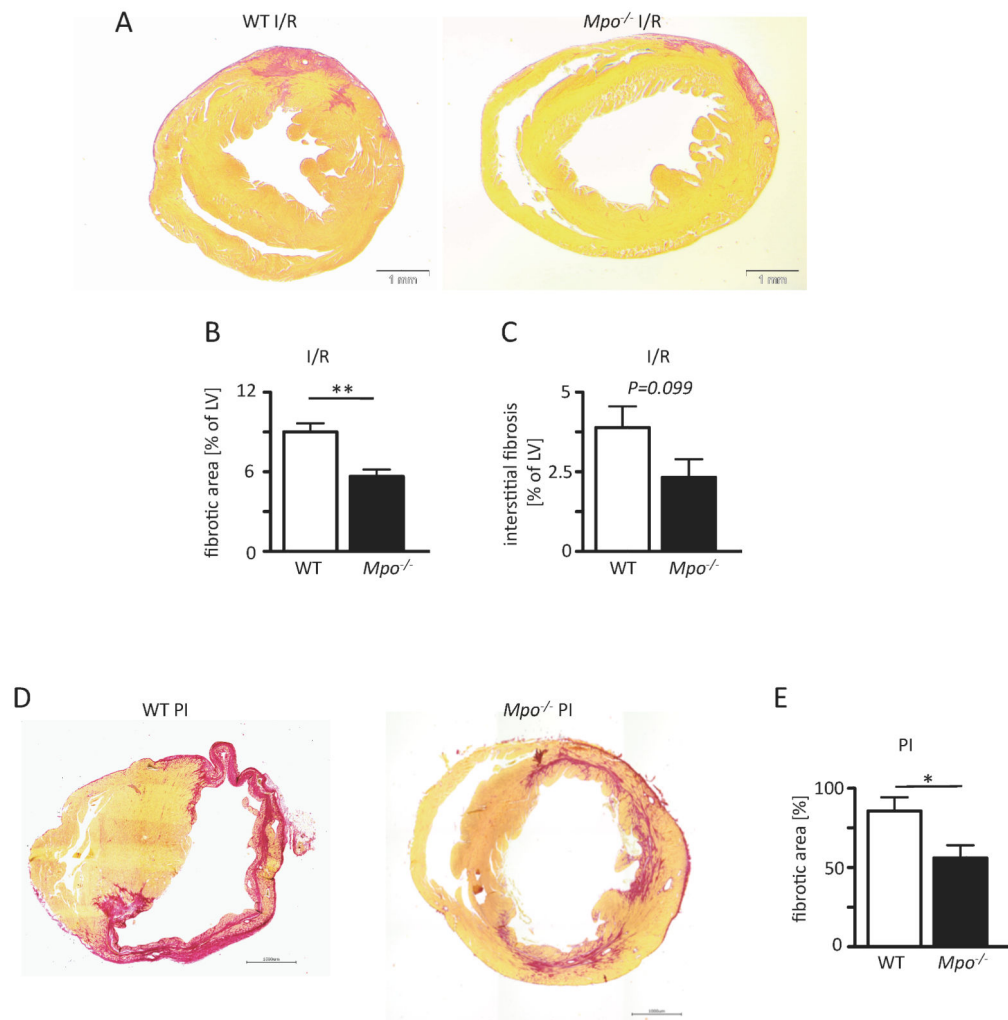 A
WT I/R
Mpo⁻/⁻ I/R
1 mm
1 mm
B
I/R
fibrotic area [% of LV]
12
6
0
**
WT
Mpo⁻/⁻
C
I/R
interstitial fibrosis
[% of LV]
5
2.5
0
P=0.099
WT
Mpo⁻/⁻
D
WT PI
Mpo⁻/⁻ PI
1000µm
E
PI
fibrotic area [%]
100
50
0
*
WT
Mpo⁻/⁻